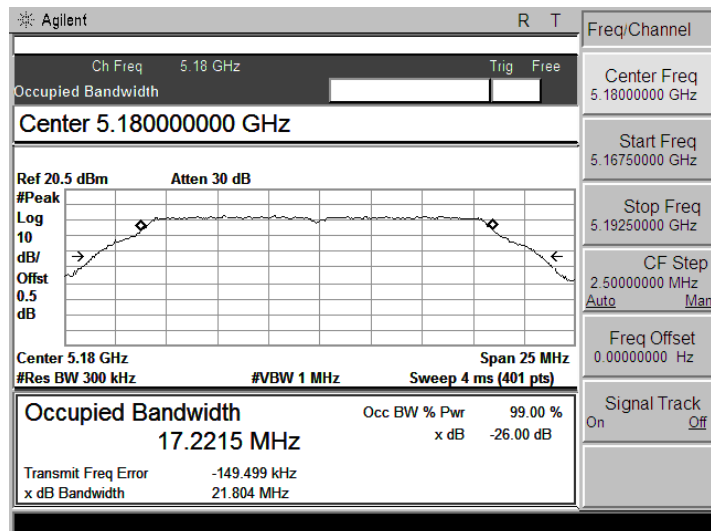 Agilent R T
Ch Freq 5.18 GHz Trig Free
Occupied Bandwidth
Center 5.180000000 GHz
Ref 20.5 dBm Atten 30 dB
#Peak
Log
10
dB/
Offst
0.5
dB
Center 5.18 GHz Span 25 MHz
#Res BW 300 kHz #VBW 1 MHz Sweep 4 ms (401 pts)
Occupied Bandwidth Occ BW % Pwr 99.00 %
17.2215 MHz x dB -26.00 dB
Transmit Freq Error -149.499 kHz
x dB Bandwidth 21.804 MHz
Freq/Channel
Center Freq
5.18000000 GHz
Start Freq
5.16750000 GHz
Stop Freq
5.19250000 GHz
CF Step
2.50000000 MHz
Auto Man
Freq Offset
0.00000000 Hz
Signal Track
On Off